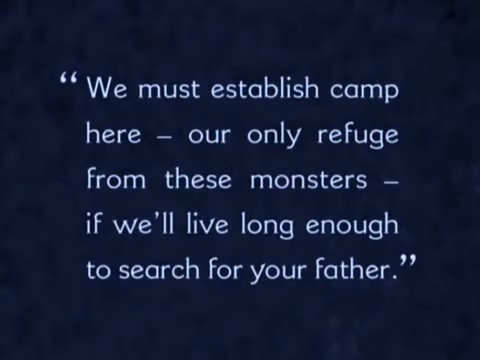 “ We must establish camp
here – our only refuge
from these monsters –
if we’ll live long enough
to search for your father.”